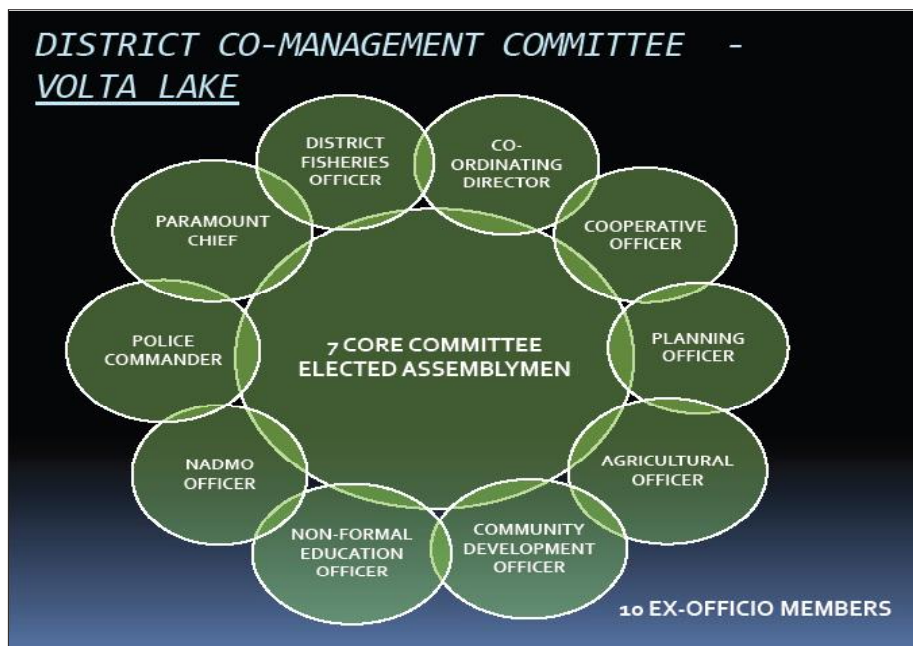 DISTRICT CO-MANAGEMENT COMMITTEE -
VOLTA LAKE
DISTRICT
FISHERIES
OFFICER
CO-
ORDINATING
DIRECTOR
PARAMOUNT
CHIEF
COOPERATIVE
OFFICER
POLICE
COMMANDER
7 CORE COMMITTEE
ELECTED ASSEMBLYMEN
PLANNING
OFFICER
NADMO
OFFICER
AGRICULTURAL
OFFICER
NON-FORMAL
EDUCATION
OFFICER
COMMUNITY
DEVELOPMENT
OFFICER
10 EX-OFFICIO MEMBERS